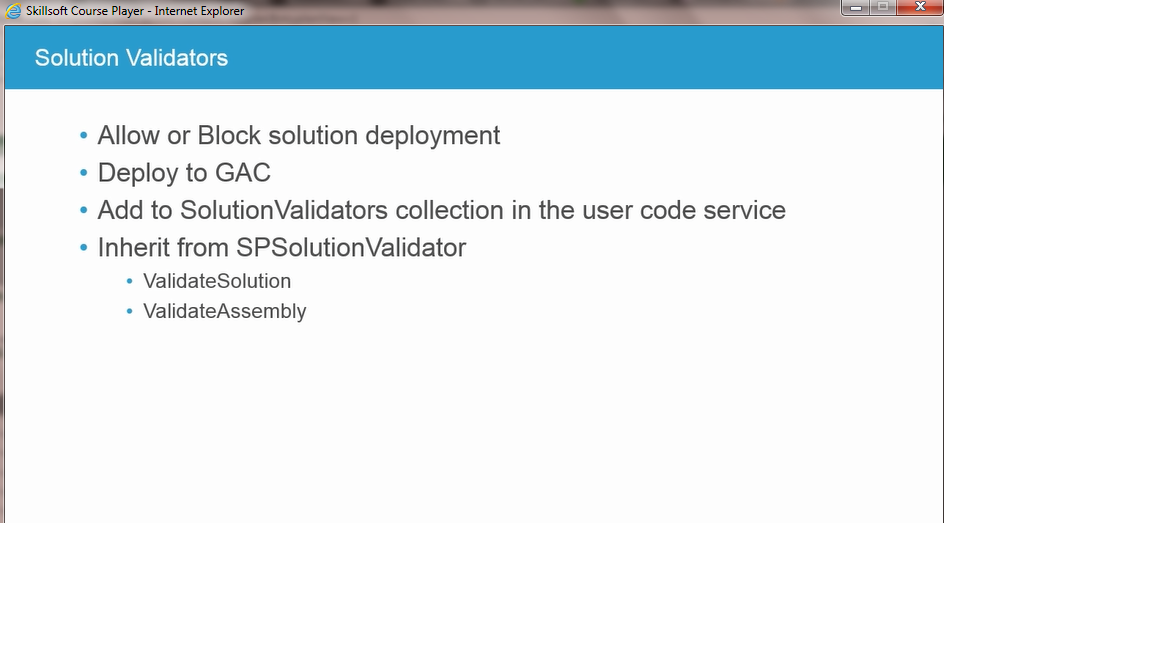 Skillsoft Course Player - Internet Explorer
Solution Validators
• Allow or Block solution deployment
• Deploy to GAC
• Add to SolutionValidators collection in the user code service
• Inherit from SPSolutionValidator
• ValidateSolution
• ValidateAssembly